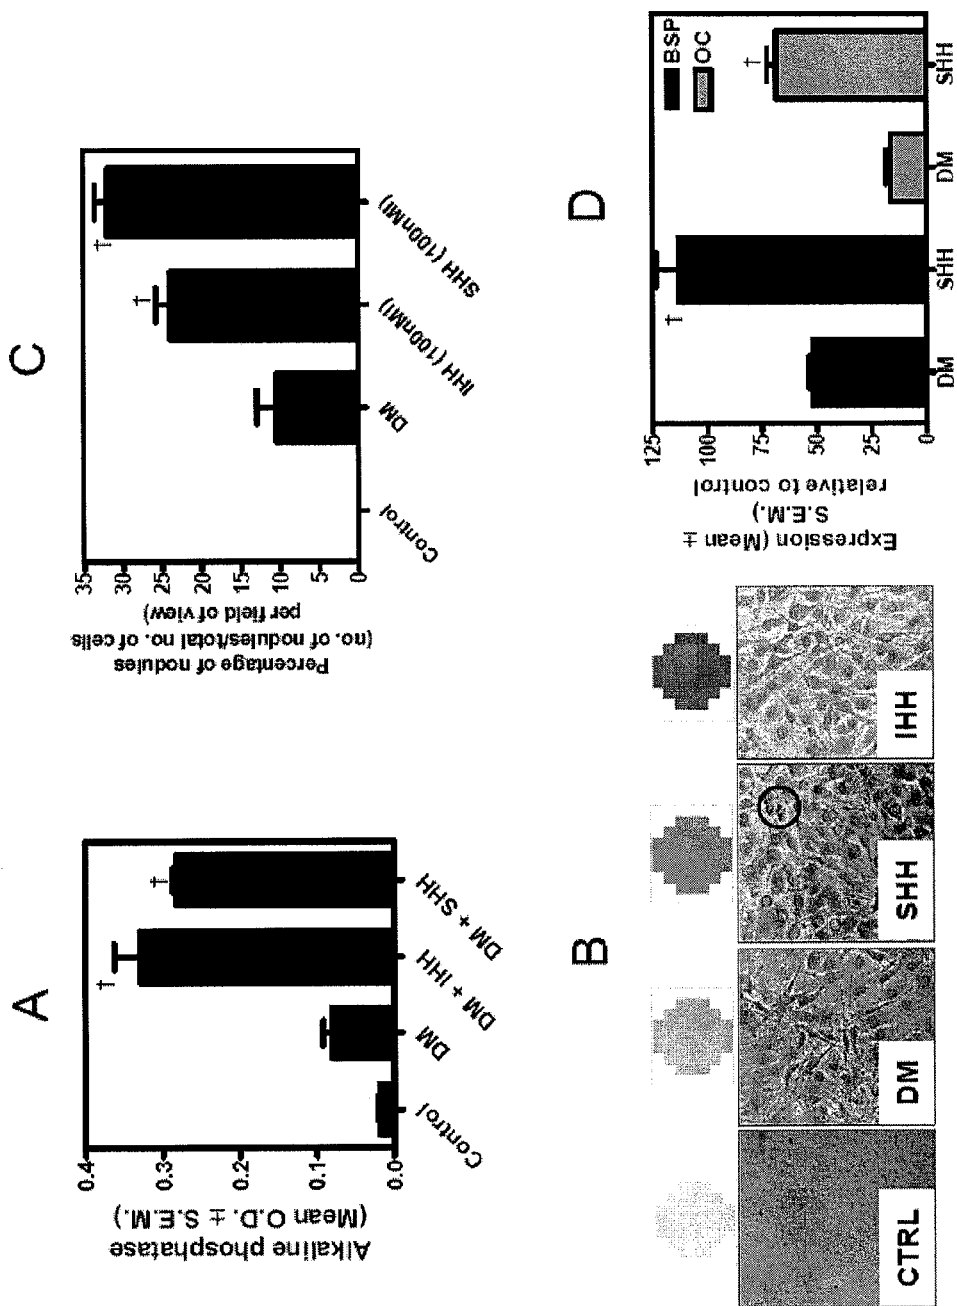 A
Alkaline phosphatase
(Mean O.D. ± S.E.M.)
0.4
0.3
0.2
0.1
0.0
Control
DM
DM + IHH
DM + SHH
†
†
B
CTRL
DM
SHH
IHH
C
Percentage of nodules
(no. of nodules/total no. of cells
per field of view)
35
30
25
20
15
10
5
0
Control
DM
IHH (100nMl)
SHH (100nMl)
†
†
D
Expression (Mean ±
S.E.M.)
relative to control
125
100
75
50
25
0
DM
SHH
DM
SHH
†
†
BSP
OC